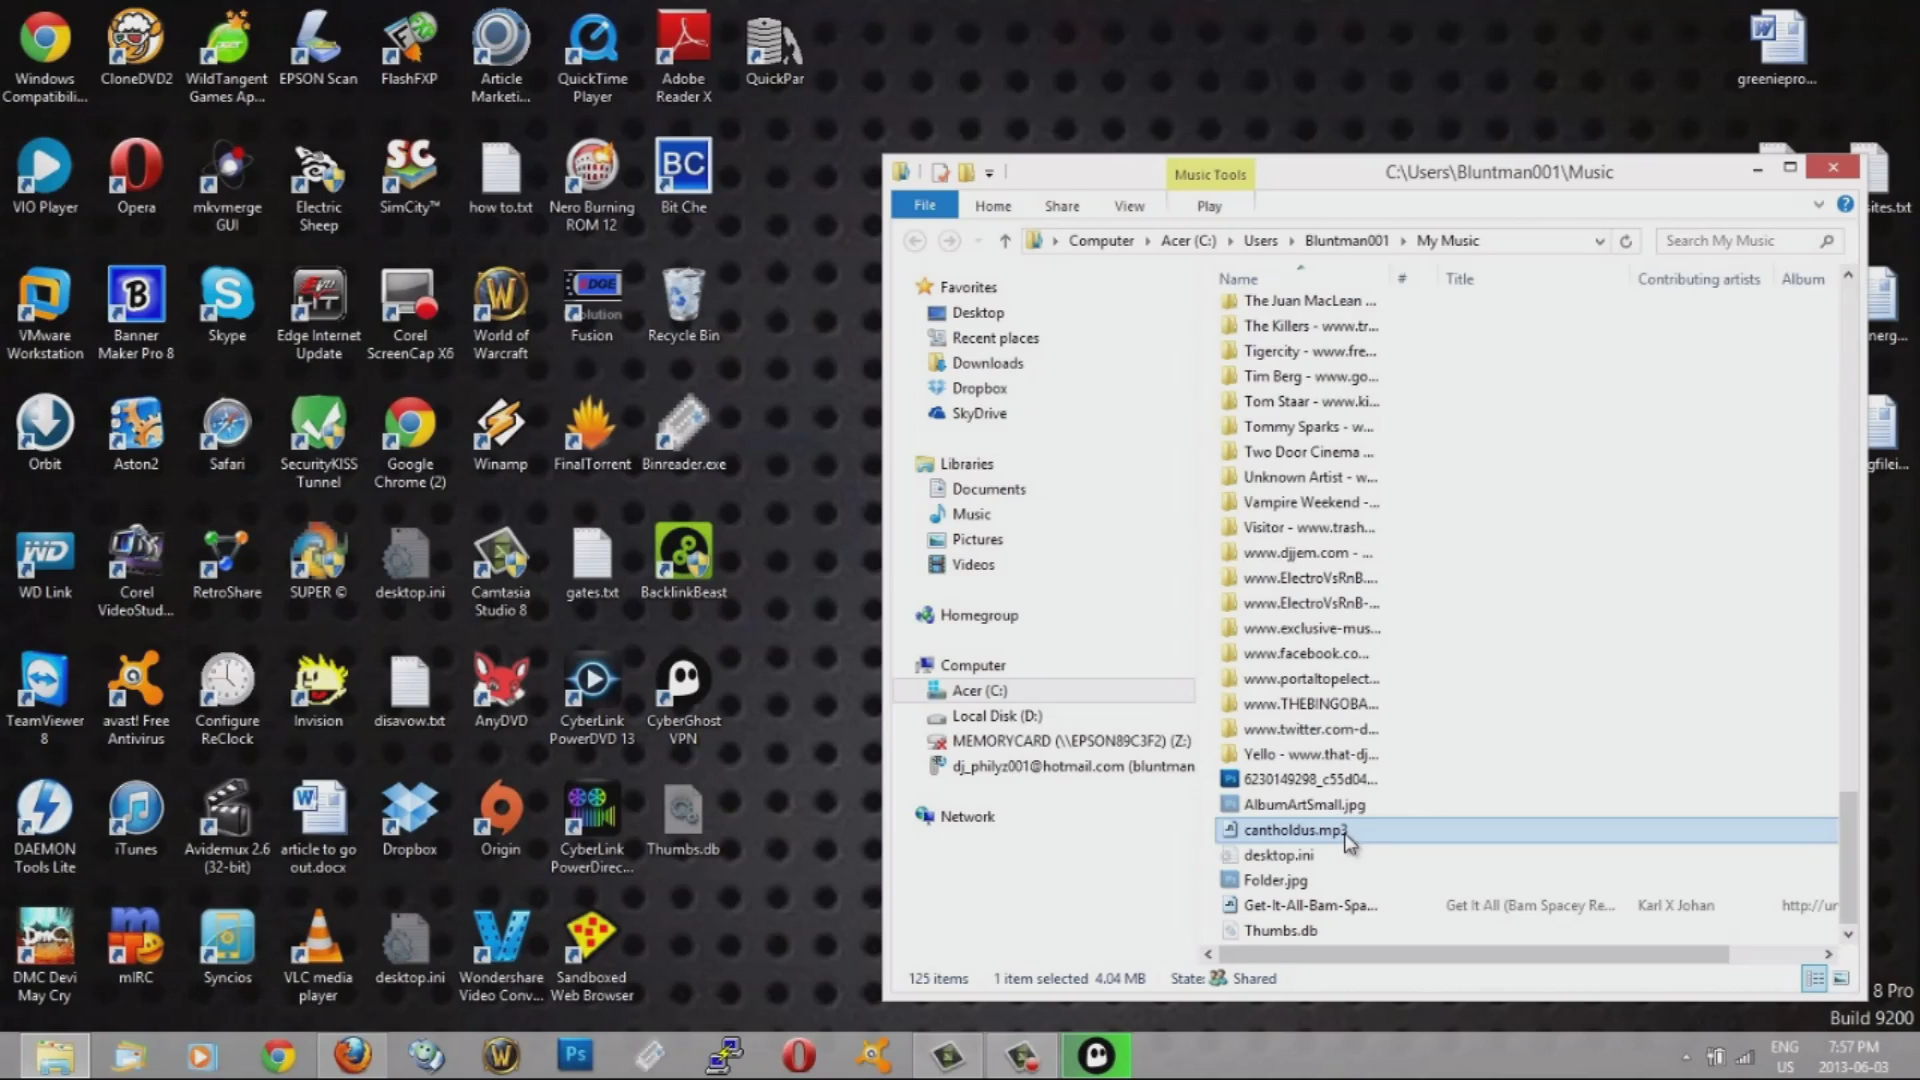 Windows
Compatibili...
CloneDVD2
WildTangent
Games Ap...
EPSON Scan
FlashFXP
Article
Marketi...
QuickTime
Player
Adobe
Reader X
QuickPar
greeniepro...
VIO Player
Opera
mkvmerge
GUI
Electric
Sheep
SC
SimCity™
how to.txt
Nero Burning
ROM 12
BC
Bit Che
ites.txt
VMware
Workstation
B
Banner
Maker Pro 8
Skype
Edge Internet
Update
Corel
ScreenCap X6
World of
Warcraft
EDGE
olution
Fusion
Recycle Bin
nerg...
Orbit
Aston2
Safari
SecurityKISS
Tunnel
Google
Chrome (2)
Winamp
FinalTorrent
Binreader.exe
gfilei...
WD
WD Link
Corel
VideoStud...
RetroShare
SUPER ©
desktop.ini
Camtasia
Studio 8
gates.txt
BacklinkBeast
TeamViewer
8
avast! Free
Antivirus
Configure
ReClock
Invision
disavow.txt
AnyDVD
CyberLink
PowerDVD 13
CyberGhost
VPN
DAEMON
Tools Lite
iTunes
Avidemux 2.6
(32-bit)
article to go
out.docx
Dropbox
Origin
CyberLink
PowerDirec...
Thumbs.db
DMC Devi
May Cry
mIRC
Syncios
VLC media
player
desktop.ini
Wondershare
Video Conv...
Sandboxed
Web Browser
Music Tools
C:\Users\Bluntman001\Music
File
Home
Share
View
Play
Computer
Acer (C:)
Users
Bluntman001
My Music
Search My Music
Favorites
Desktop
Recent places
Downloads
Dropbox
SkyDrive
Libraries
Documents
Music
Pictures
Videos
Homegroup
Computer
Acer (C:)
Local Disk (D:)
MEMORYCARD (\\EPSON89C3F2) (Z:)
dj_philyz001@hotmail.com (bluntman
Network
Name
#
Title
Contributing artists
Album
The Juan MacLean ...
The Killers - www.tr...
Tigercity - www.fre...
Tim Berg - www.go...
Tom Staar - www.ki...
Tommy Sparks - w...
Two Door Cinema ...
Unknown Artist - w...
Vampire Weekend -...
Visitor - www.trash...
www.djjem.com - ...
www.ElectroVsRnB....
www.ElectroVsRnB-...
www.exclusive-mus...
www.facebook.co...
www.portaltopelect...
www.THEBINGOBA...
www.twitter.com-d...
Yello - www.that-dj...
6230149298_c55d04...
AlbumArtSmall.jpg
cantholdus.mp3
desktop.ini
Folder.jpg
Get-It-All-Bam-Spa...
Get It All (Bam Spacey Re...
Karl X Johan
http://ur
Thumbs.db
125 items
1 item selected 4.04 MB
State:
Shared
8 Pro
Build 9200
Ps
ENG
US
7:57 PM
2013-06-03